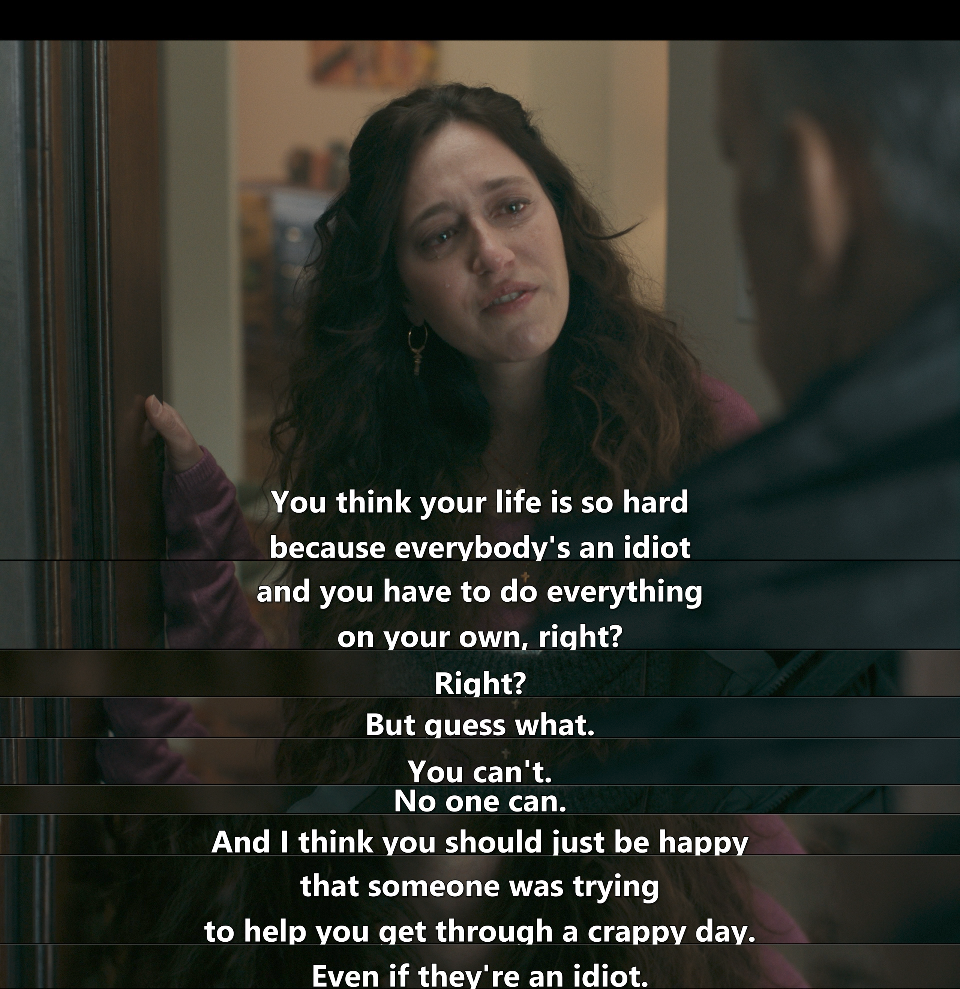 You think your life is so hard
because everybody's an idiot
and you have to do everything
on your own, right?
Right?
But guess what.
You can't.
No one can.
And I think you should just be happy
that someone was trying
to help you get through a crappy day.
Even if they're an idiot.